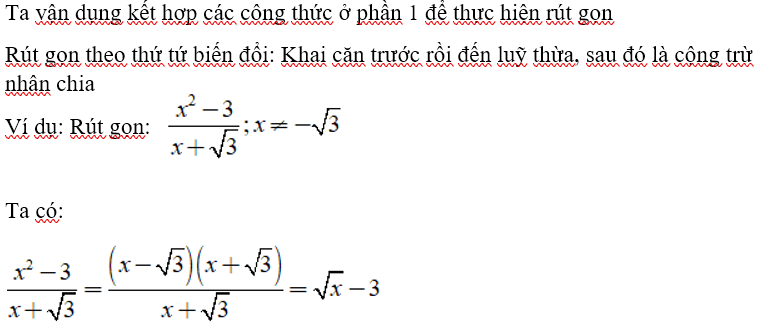 Ta vận dụng kết hợp các công thức ở phần 1 để thực hiện rút gọn
Rút gọn theo thứ tứ biến đổi: Khai căn trước rồi đến luỹ thừa, sau đó là cộng trừ
nhân chia
Ví dụ: Rút gọn: \frac{x^2-3}{x+\sqrt{3}}; x \neq -\sqrt{3}
Ta có:
\frac{x^2-3}{x+\sqrt{3}} = \frac{(x-\sqrt{3})(x+\sqrt{3})}{x+\sqrt{3}} = \sqrt{x}-3